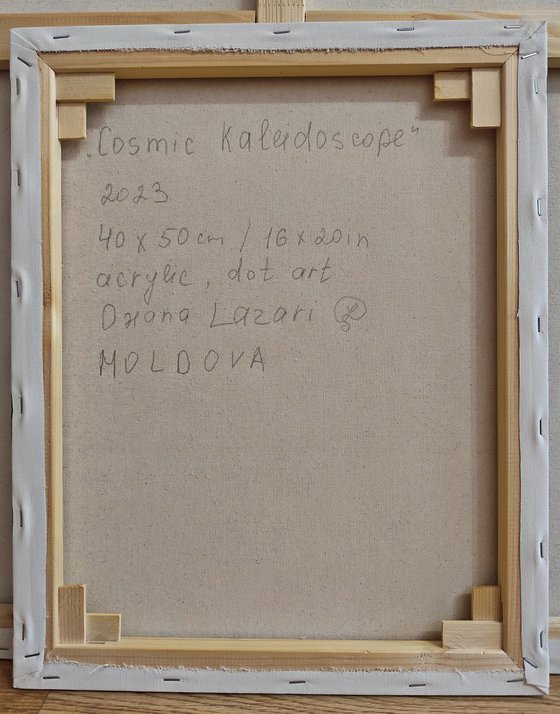 „Cosmic Kaleidoscope"
2023
40 x 50 cm / 16 x 20 in
acrylic, dot art
Oxana Lazari
MOLDOVA